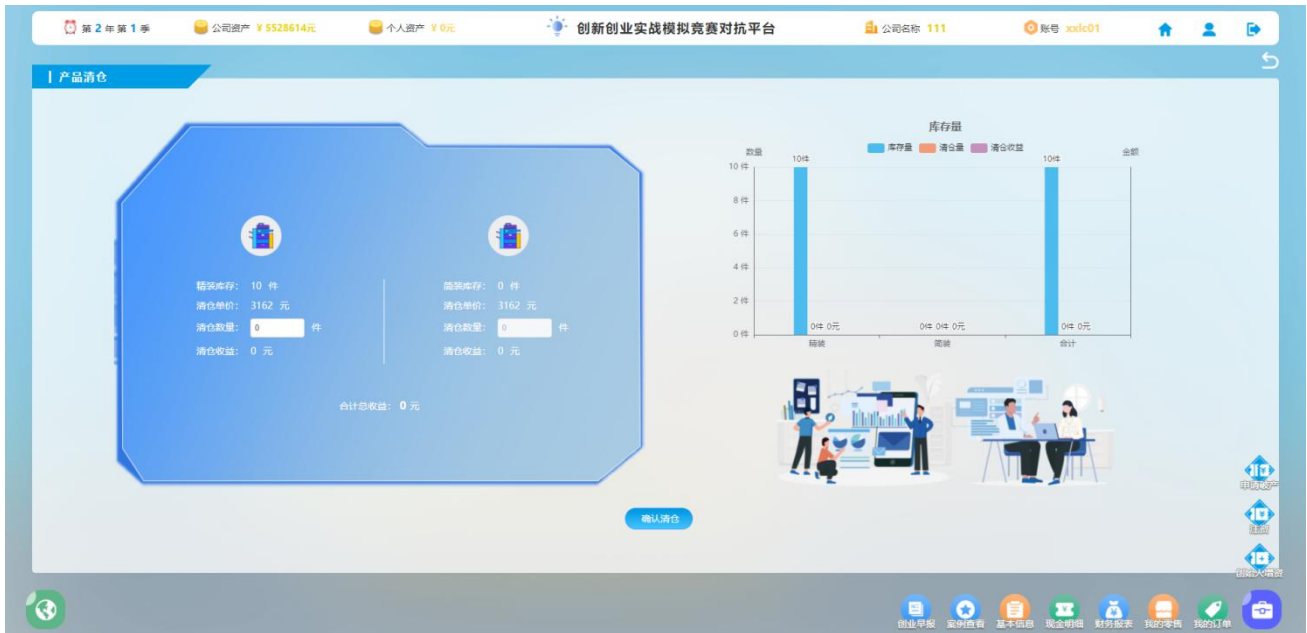 第 2 年第 1 季 公司资产 ¥ 5528614元 个人资产 ¥ 0元 创新创业实战模拟竞赛对抗平台 公司名称 111 账号 xxlc01
产品清仓
精装库存： 10 件
清仓单价： 3162 元
清仓数量： 0 件
清仓收益： 0 元
简装库存： 0 件
清仓单价： 3162 元
清仓数量： 0 件
清仓收益： 0 元
合计总收益： 0 元
库存量
库存量 清仓量 清仓收益
数量 金额
10件 10件
10 件
8 件
6 件
4 件
2 件
0 件
0件 0元 0件 0件 0元 0件 0元
精装 简装 合计
确认清仓
申请破产
注资
创始人增资
创业早报 案例查看 基本信息 现金明细 财务报表 我的零售 我的订单